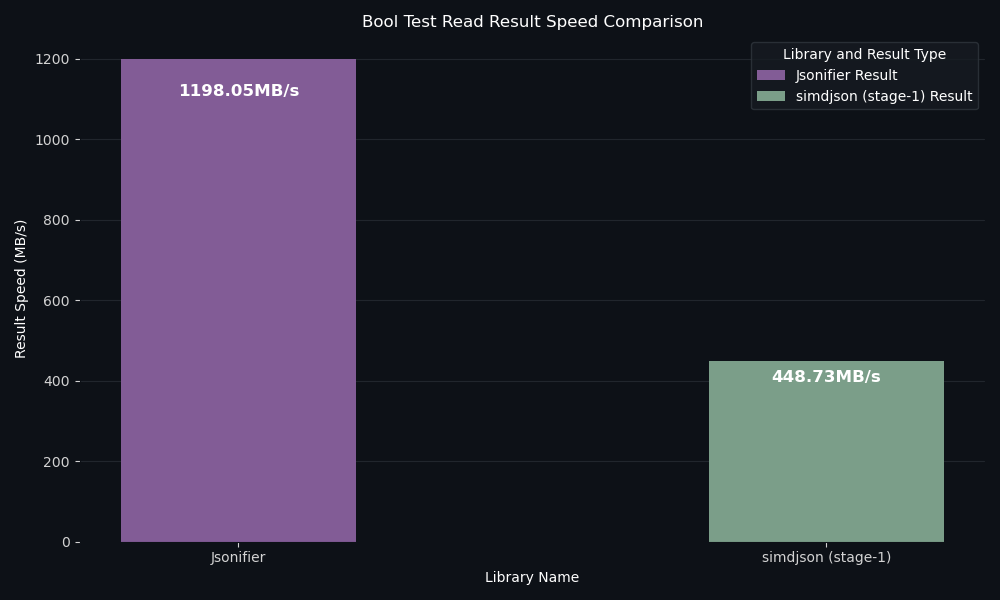 Bool Test Read Result Speed Comparison
Library and Result Type
Jsonifier Result
simdjson (stage-1) Result
1200
1000
800
600
400
200
0
Result Speed (MB/s)
1198.05MB/s
448.73MB/s
Jsonifier
simdjson (stage-1)
Library Name